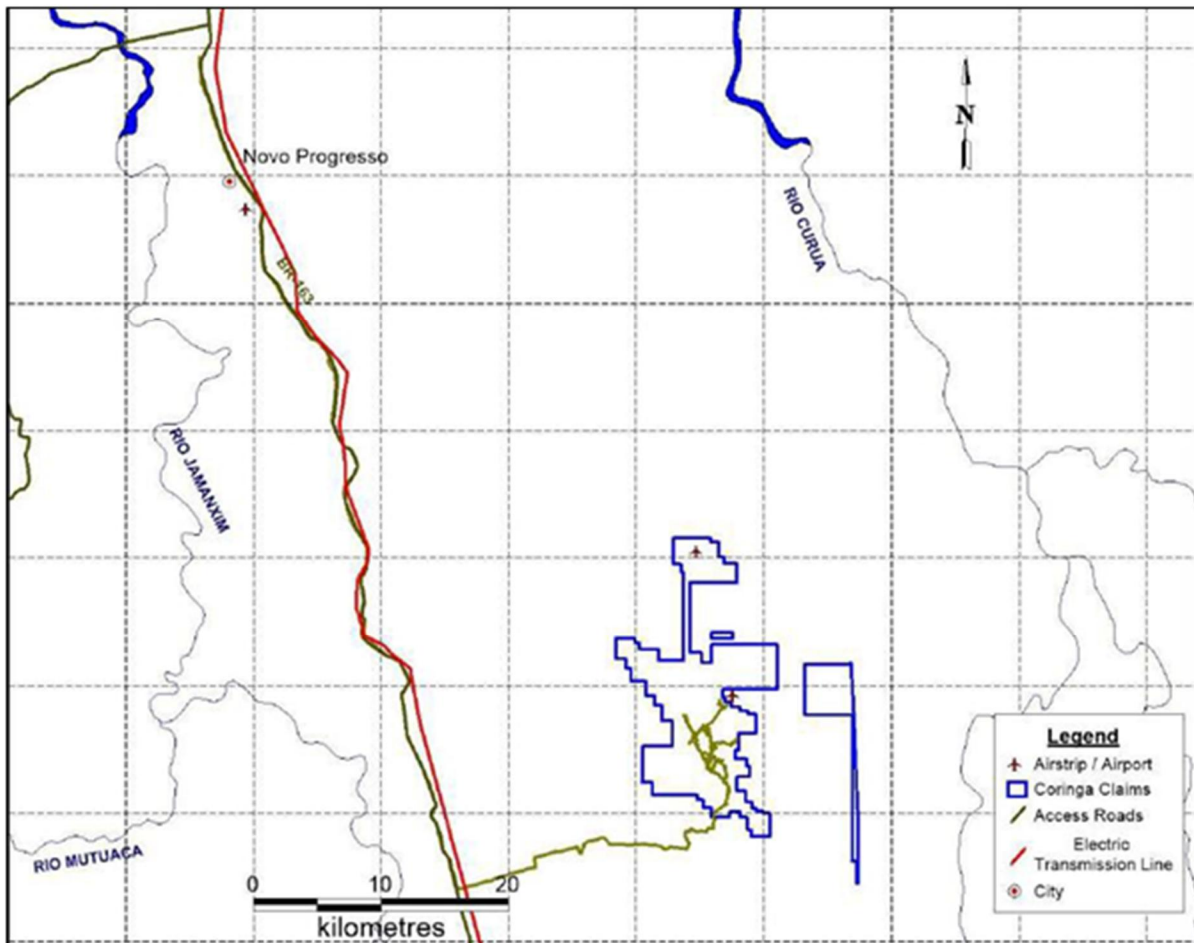 Novo Progresso
N
RIO CURUA
BR-163
RIO JAMANXIM
RIO MUTUACA
Legend
Airstrip / Airport
Coringa Claims
Access Roads
Electric
Transmission Line
City
0 10 20
kilometres